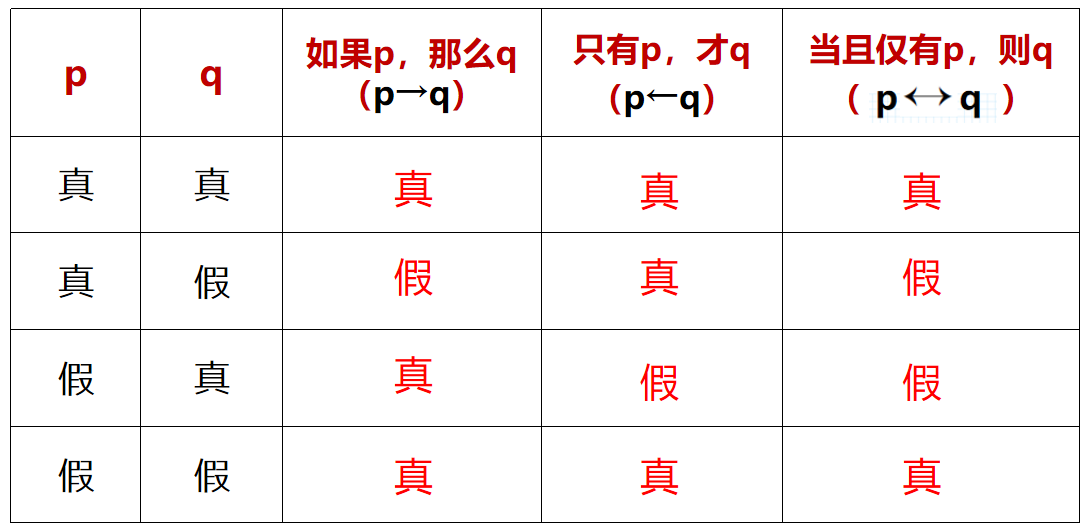 p q 如果p，那么q 只有p，才q 当且仅有p，则q
（p→q） （p←q） （ p↔q ）
真 真 真 真 真
真 假 假 真 假
假 真 真 假 假
假 假 真 真 真